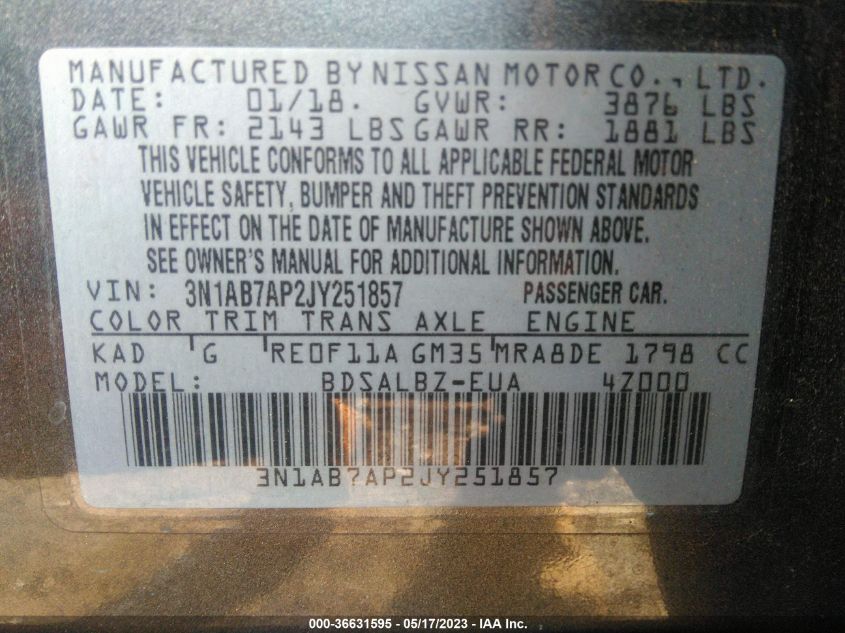 MANUFACTURED BY NISSAN MOTOR CO., LTD.
DATE: 01/18. GVWR: 3876 LBS
GAWR FR: 2143 LBS GAWR RR: 1881 LBS
THIS VEHICLE CONFORMS TO ALL APPLICABLE FEDERAL MOTOR
VEHICLE SAFETY, BUMPER AND THEFT PREVENTION STANDARDS
IN EFFECT ON THE DATE OF MANUFACTURE SHOWN ABOVE.
SEE OWNER'S MANUAL FOR ADDITIONAL INFORMATION.
VIN: 3N1AB7AP2JY251857 PASSENGER CAR.
COLOR TRIM TRANS AXLE ENGINE
KAD G RE0F11A GM35 MRA8DE 1798 CC
MODEL: BDSALBZ-EUA 4Z000
3N1AB7AP2JY251857
000-36631595 - 05/17/2023 - IAA Inc.